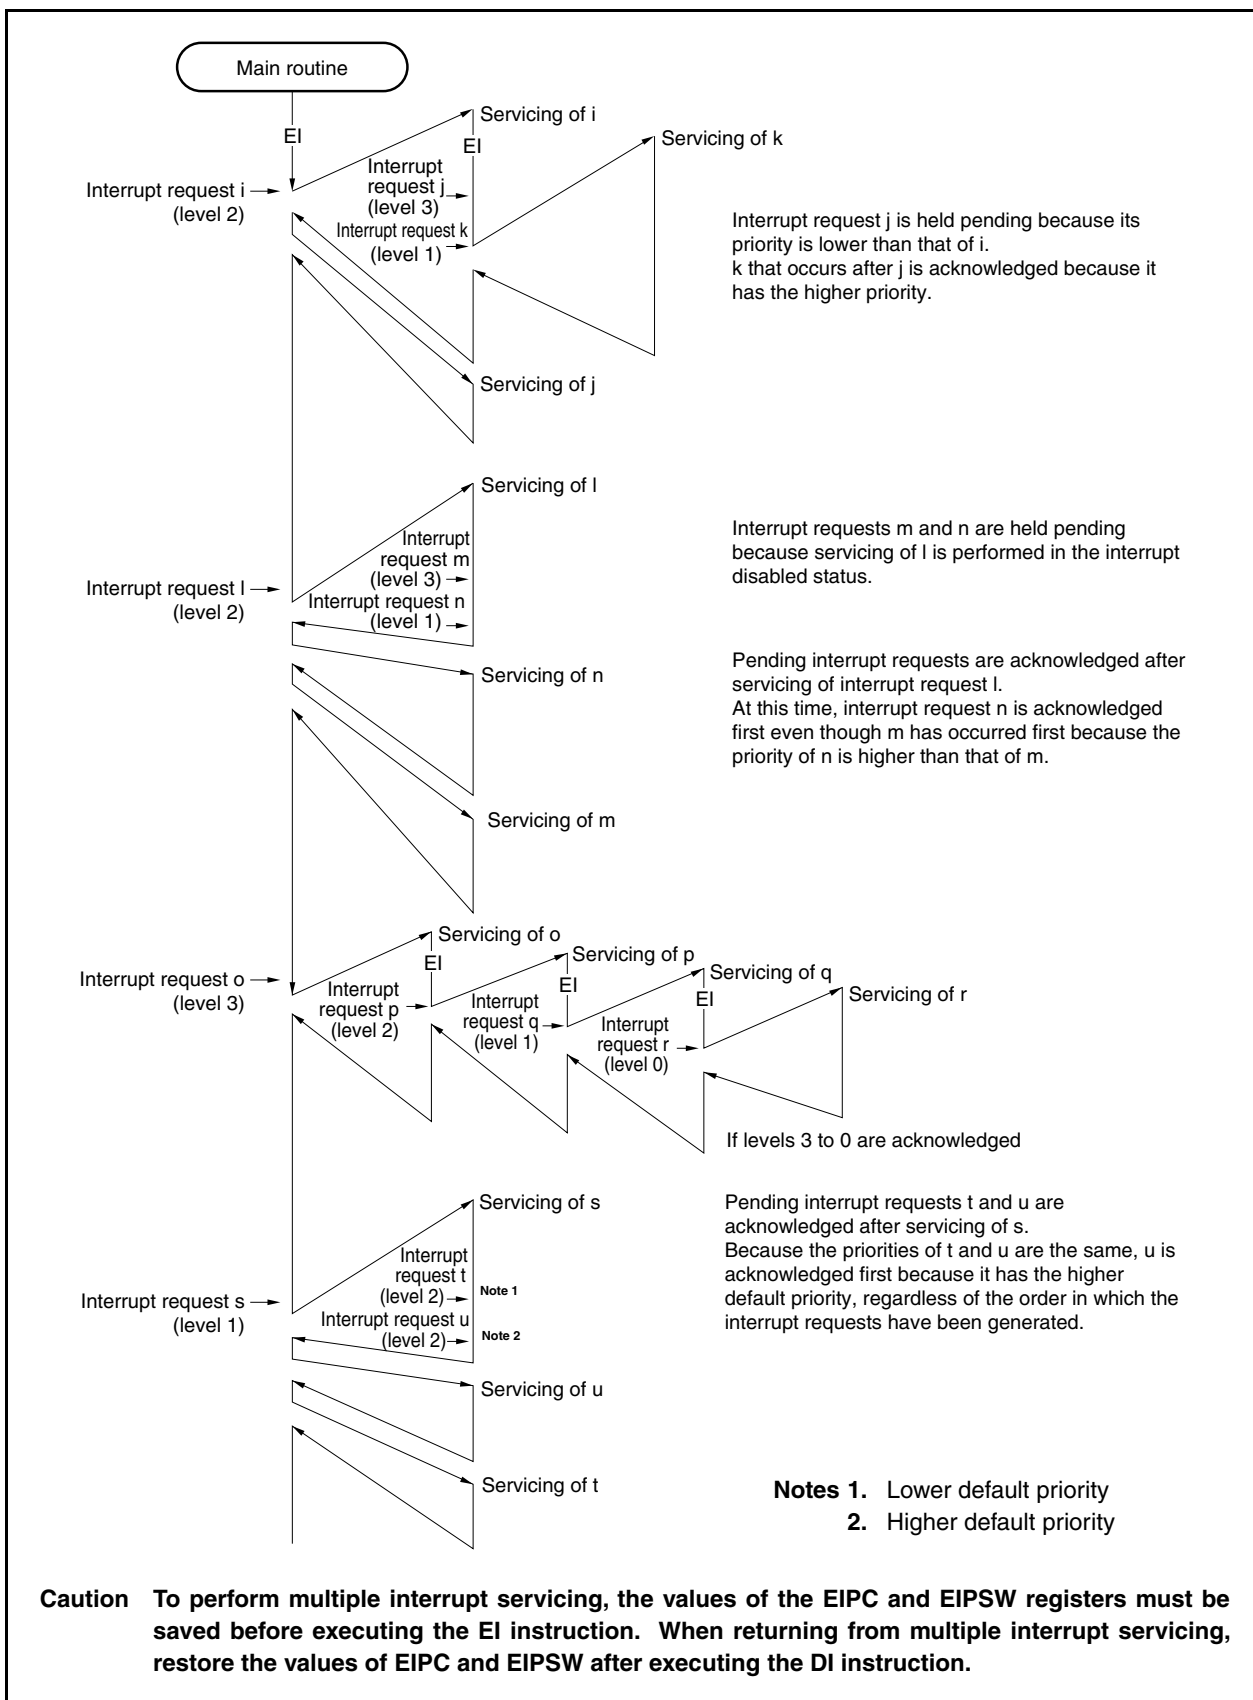 Main routine
EI
Servicing of i
EI
Servicing of k
Interrupt request i
(level 2)
Interrupt
request j
(level 3)
Interrupt request k
(level 1)
Interrupt request j is held pending because its
priority is lower than that of i.
k that occurs after j is acknowledged because it
has the higher priority.
Servicing of j
Servicing of l
Interrupt request l
(level 2)
Interrupt
request m
(level 3)
Interrupt request n
(level 1)
Interrupt requests m and n are held pending
because servicing of l is performed in the interrupt
disabled status.
Servicing of n
Pending interrupt requests are acknowledged after
servicing of interrupt request l.
At this time, interrupt request n is acknowledged
first even though m has occurred first because the
priority of n is higher than that of m.
Servicing of m
Interrupt request o
(level 3)
Servicing of o
EI
Interrupt
request p
(level 2)
Servicing of p
EI
Interrupt
request q
(level 1)
Servicing of q
EI
Interrupt
request r
(level 0)
Servicing of r
If levels 3 to 0 are acknowledged
Servicing of s
Interrupt request s
(level 1)
Interrupt
request t
(level 2)
Note 1
Interrupt request u
(level 2)
Note 2
Pending interrupt requests t and u are
acknowledged after servicing of s.
Because the priorities of t and u are the same, u is
acknowledged first because it has the higher
default priority, regardless of the order in which the
interrupt requests have been generated.
Servicing of u
Servicing of t
Notes 1. Lower default priority
2. Higher default priority
Caution To perform multiple interrupt servicing, the values of the EIPC and EIPSW registers must be
saved before executing the EI instruction. When returning from multiple interrupt servicing,
restore the values of EIPC and EIPSW after executing the DI instruction.